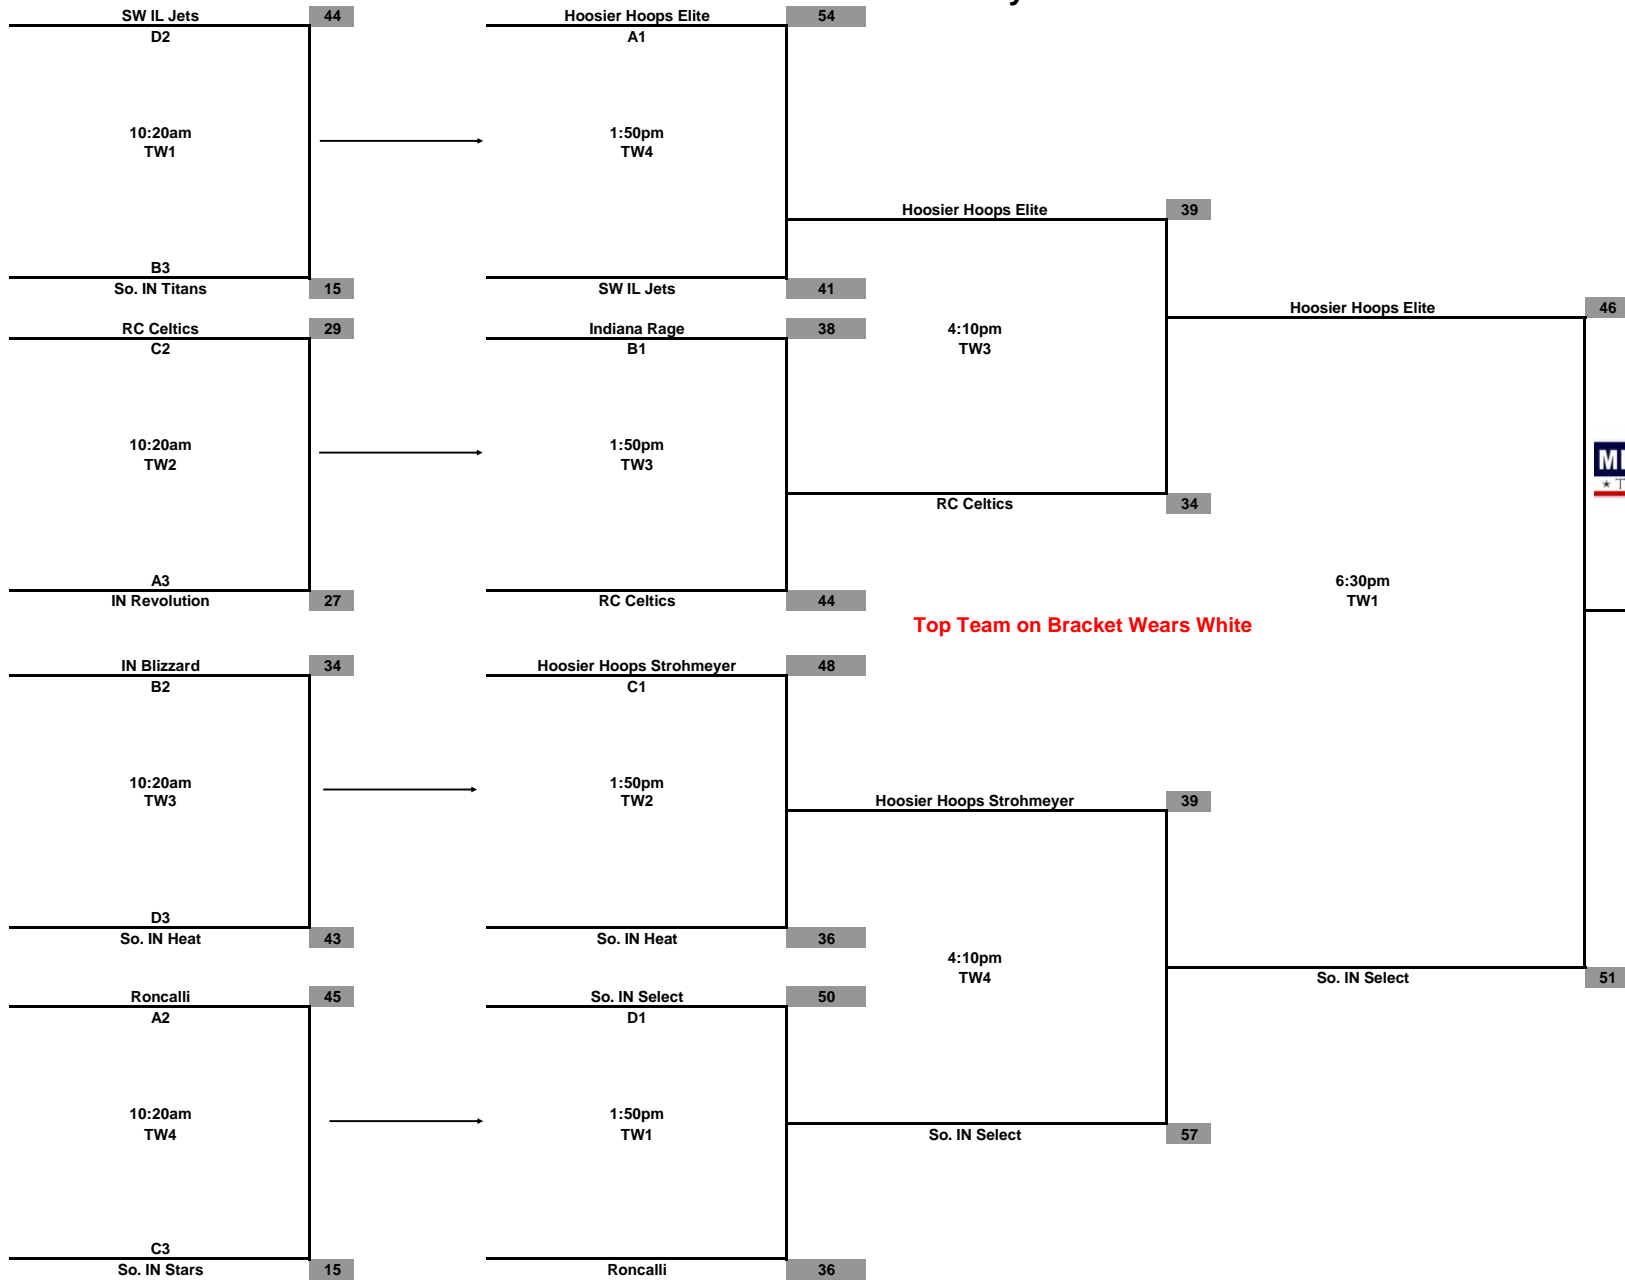 SW IL Jets 44
D2
10:20am
TW1
B3
So. IN Titans 15
RC Celtics 29
C2
10:20am
TW2
A3
IN Revolution 27
IN Blizzard 34
B2
10:20am
TW3
D3
So. IN Heat 43
Roncalli 45
A2
10:20am
TW4
C3
So. IN Stars 15
Hoosier Hoops Elite 54
A1
1:50pm
TW4
SW IL Jets 41
Indiana Rage 38
B1
1:50pm
TW3
RC Celtics 44
Hoosier Hoops Strohmeyer 48
C1
1:50pm
TW2
So. IN Heat 36
So. IN Select 50
D1
1:50pm
TW1
Roncalli 36
Hoosier Hoops Elite 39
4:10pm
TW3
RC Celtics 34
Top Team on Bracket Wears White
Hoosier Hoops Strohmeyer 39
4:10pm
TW4
So. IN Select 57
Hoosier Hoops Elite 46
6:30pm
TW1
So. IN Select 51